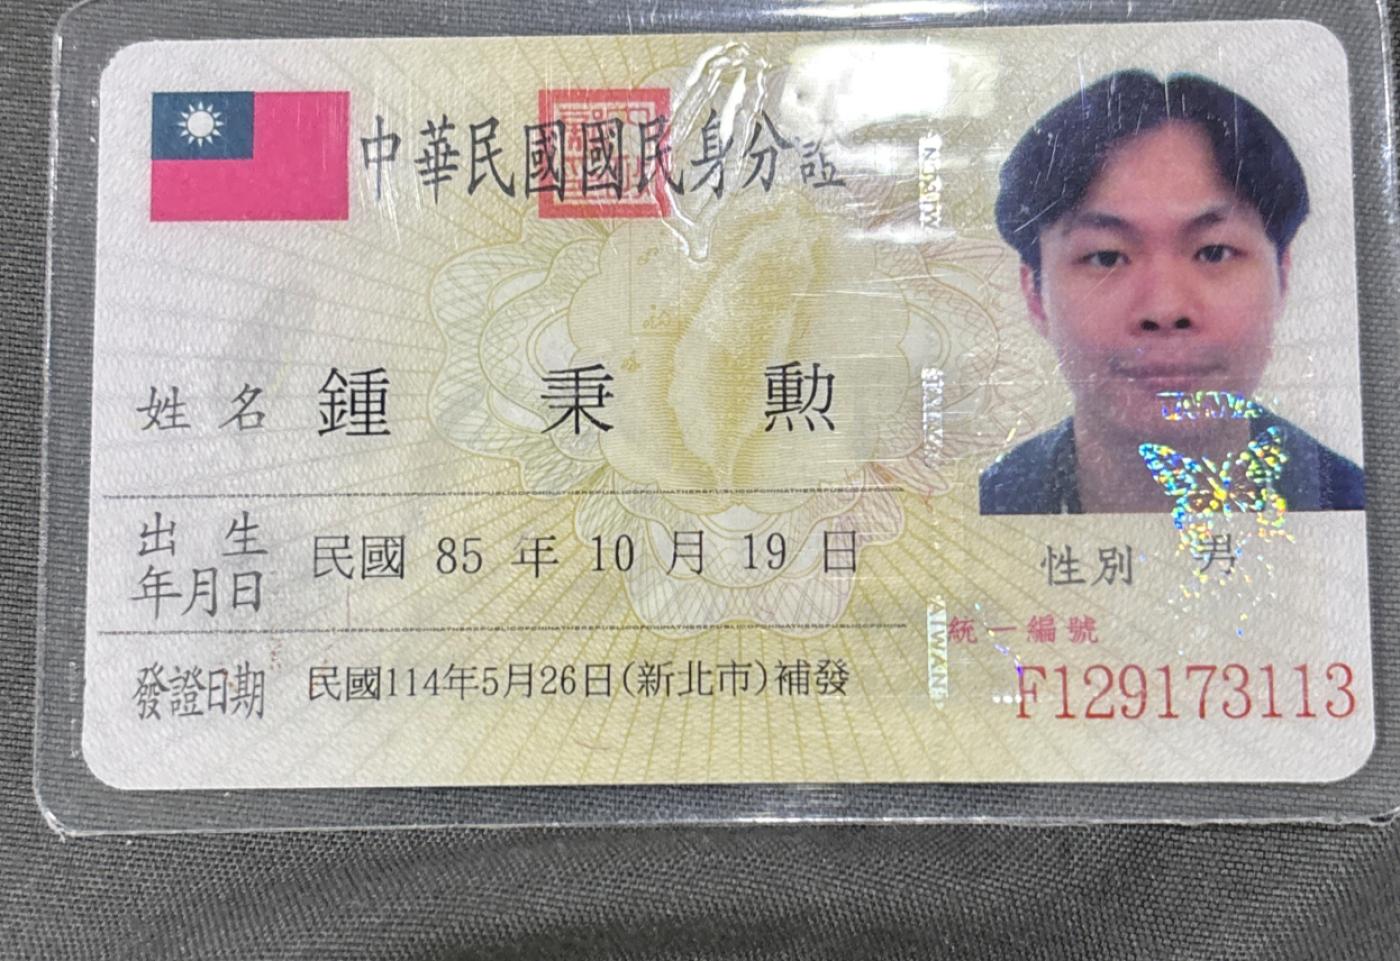 中華民國國民身分證
姓名 鍾秉勲
出生年月日 民國 85 年 10 月 19 日
性別 男
發證日期 民國114年5月26日(新北市)補發
統一編號
F129173113
TAIWAN